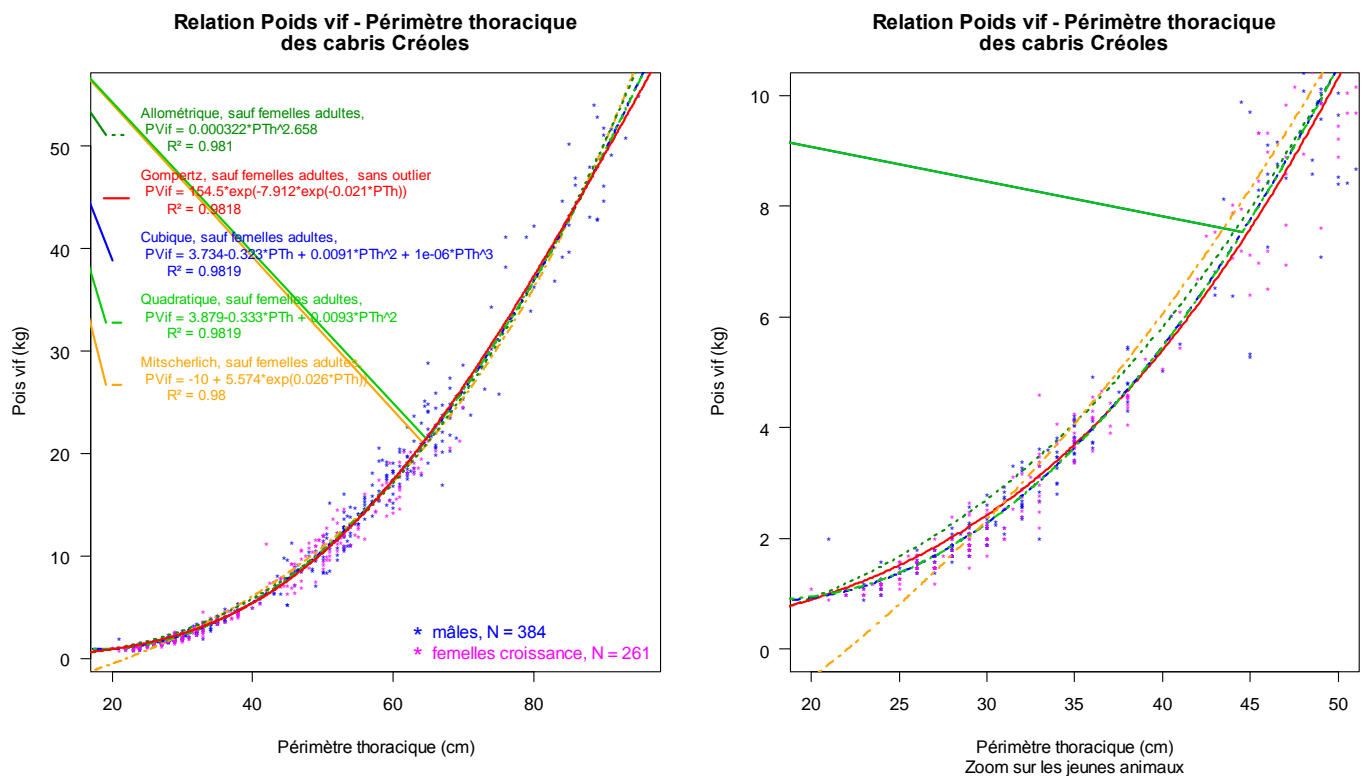 Relation Poids vif - Périmètre thoracique
des cabris Créoles
Pois vif (kg)
50
40
30
20
10
0
Allométrique, sauf femelles adultes,
PVif = 0.000322*PTh^2.658
R² = 0.981
Gompertz, sauf femelles adultes, sans outlier
PVif = 154.5*exp(-7.912*exp(-0.021*PTh))
R² = 0.9818
Cubique, sauf femelles adultes,
PVif = 3.734-0.323*PTh + 0.0091*PTh^2 + 1e-06*PTh^3
R² = 0.9819
Quadratique, sauf femelles adultes,
PVif = 3.879-0.333*PTh + 0.0093*PTh^2
R² = 0.9819
Mitscherlich, sauf femelles adultes,
PVif = -10 + 5.574*exp(0.026*PTh))
R² = 0.98
* mâles, N = 384
* femelles croissance, N = 261
20 40 60 80
Périmètre thoracique (cm)
Relation Poids vif - Périmètre thoracique
des cabris Créoles
Pois vif (kg)
10
8
6
4
2
0
20 25 30 35 40 45 50
Périmètre thoracique (cm)
Zoom sur les jeunes animaux